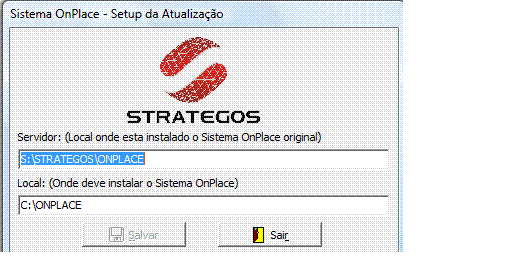 Sistema OnPlace - Setup da Atualização
STRATEGOS
Servidor: (Local onde esta instalado o Sistema OnPlace original)
S:\STRATEGOS\ONPLACE
Local: (Onde deve instalar o Sistema OnPlace)
C:\ONPLACE
Salvar Sair